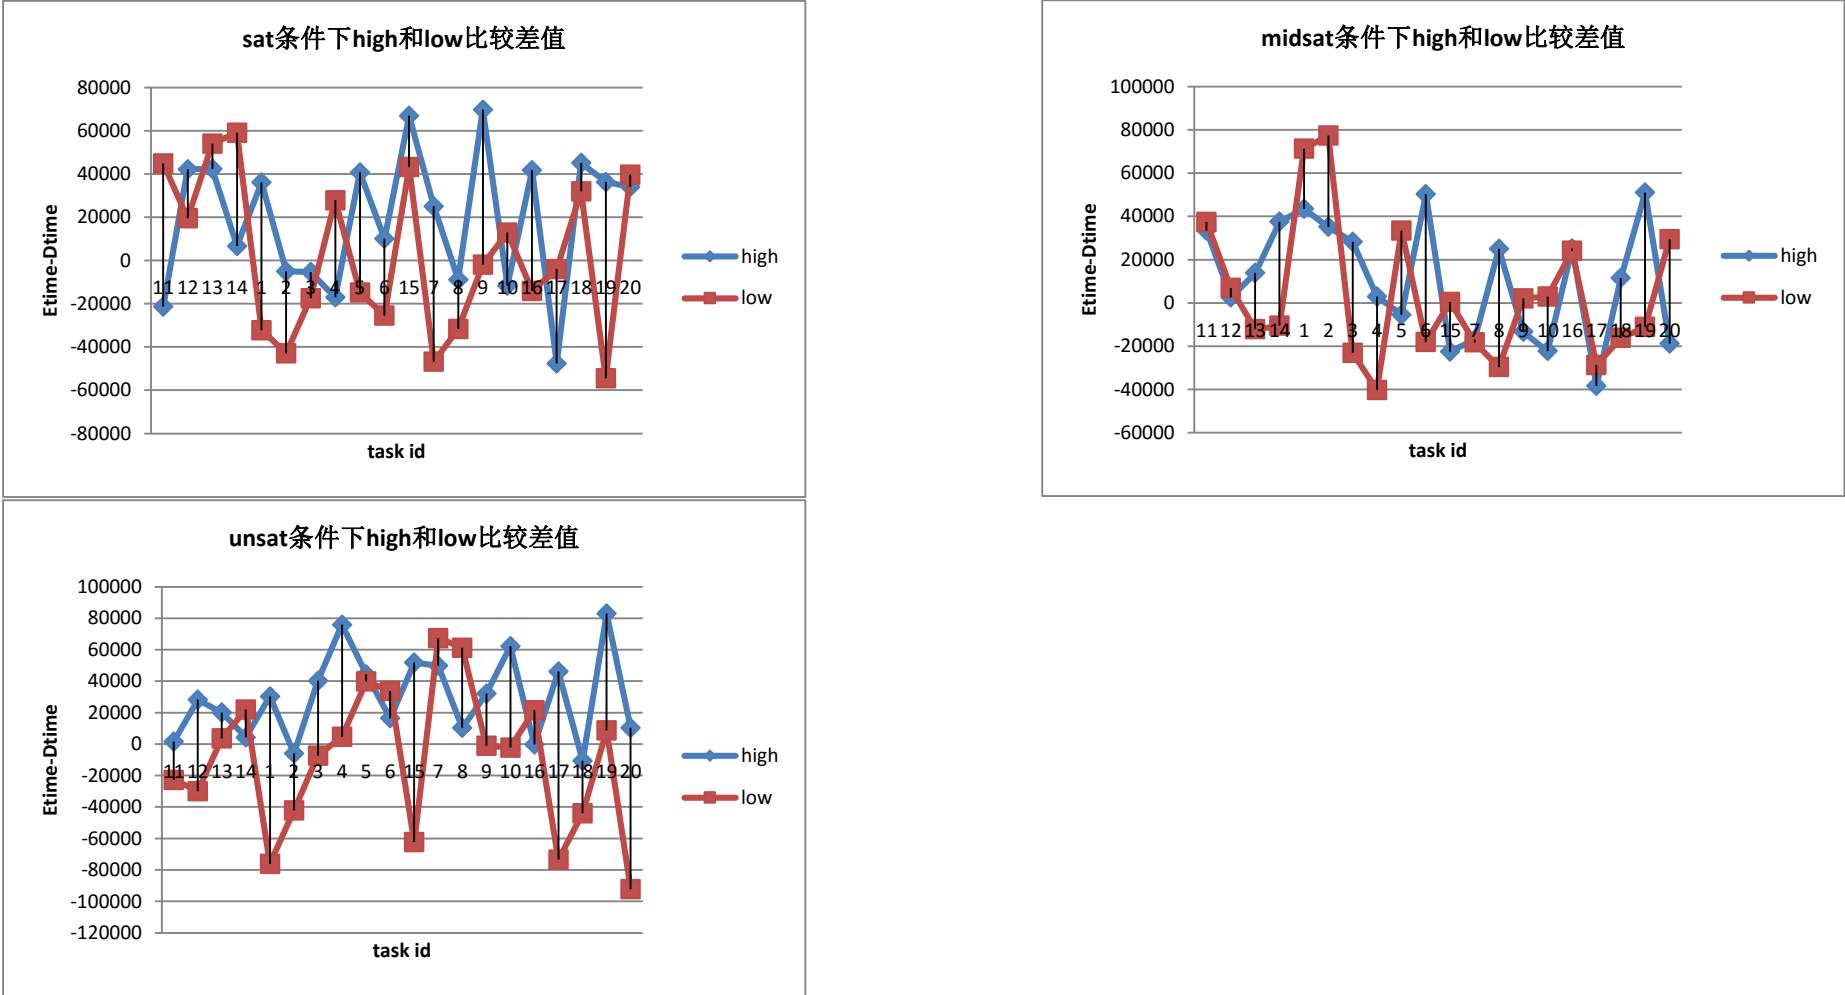 sat条件下high和low比较差值
80000
60000
40000
20000
0
-20000
-40000
-60000
-80000
Etime-Dtime
11 12 13 14 1 2 3 4 5 6 15 7 8 9 10 16 17 18 19 20
task id
high
low
midsat条件下high和low比较差值
100000
80000
60000
40000
20000
0
-20000
-40000
-60000
Etime-Dtime
11 12 13 14 1 2 3 4 5 6 15 7 8 9 10 16 17 18 19 20
task id
high
low
unsat条件下high和low比较差值
100000
80000
60000
40000
20000
0
-20000
-40000
-60000
-80000
-100000
-120000
Etime-Dtime
11 12 13 14 1 2 3 4 5 6 15 7 8 9 10 16 17 18 19 20
task id
high
low